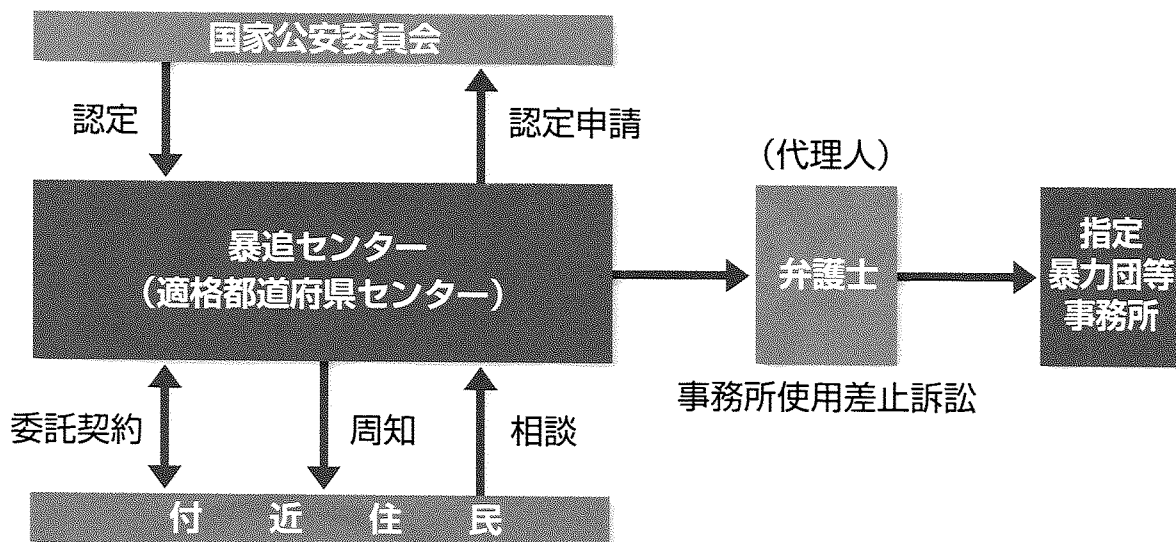 国家公安委員会
認定
認定申請
(代理人)
暴追センター
(適格都道府県センター)
弁護士
指定
暴力団等
事務所
事務所使用差止訴訟
委託契約
周知
相談
付近住民